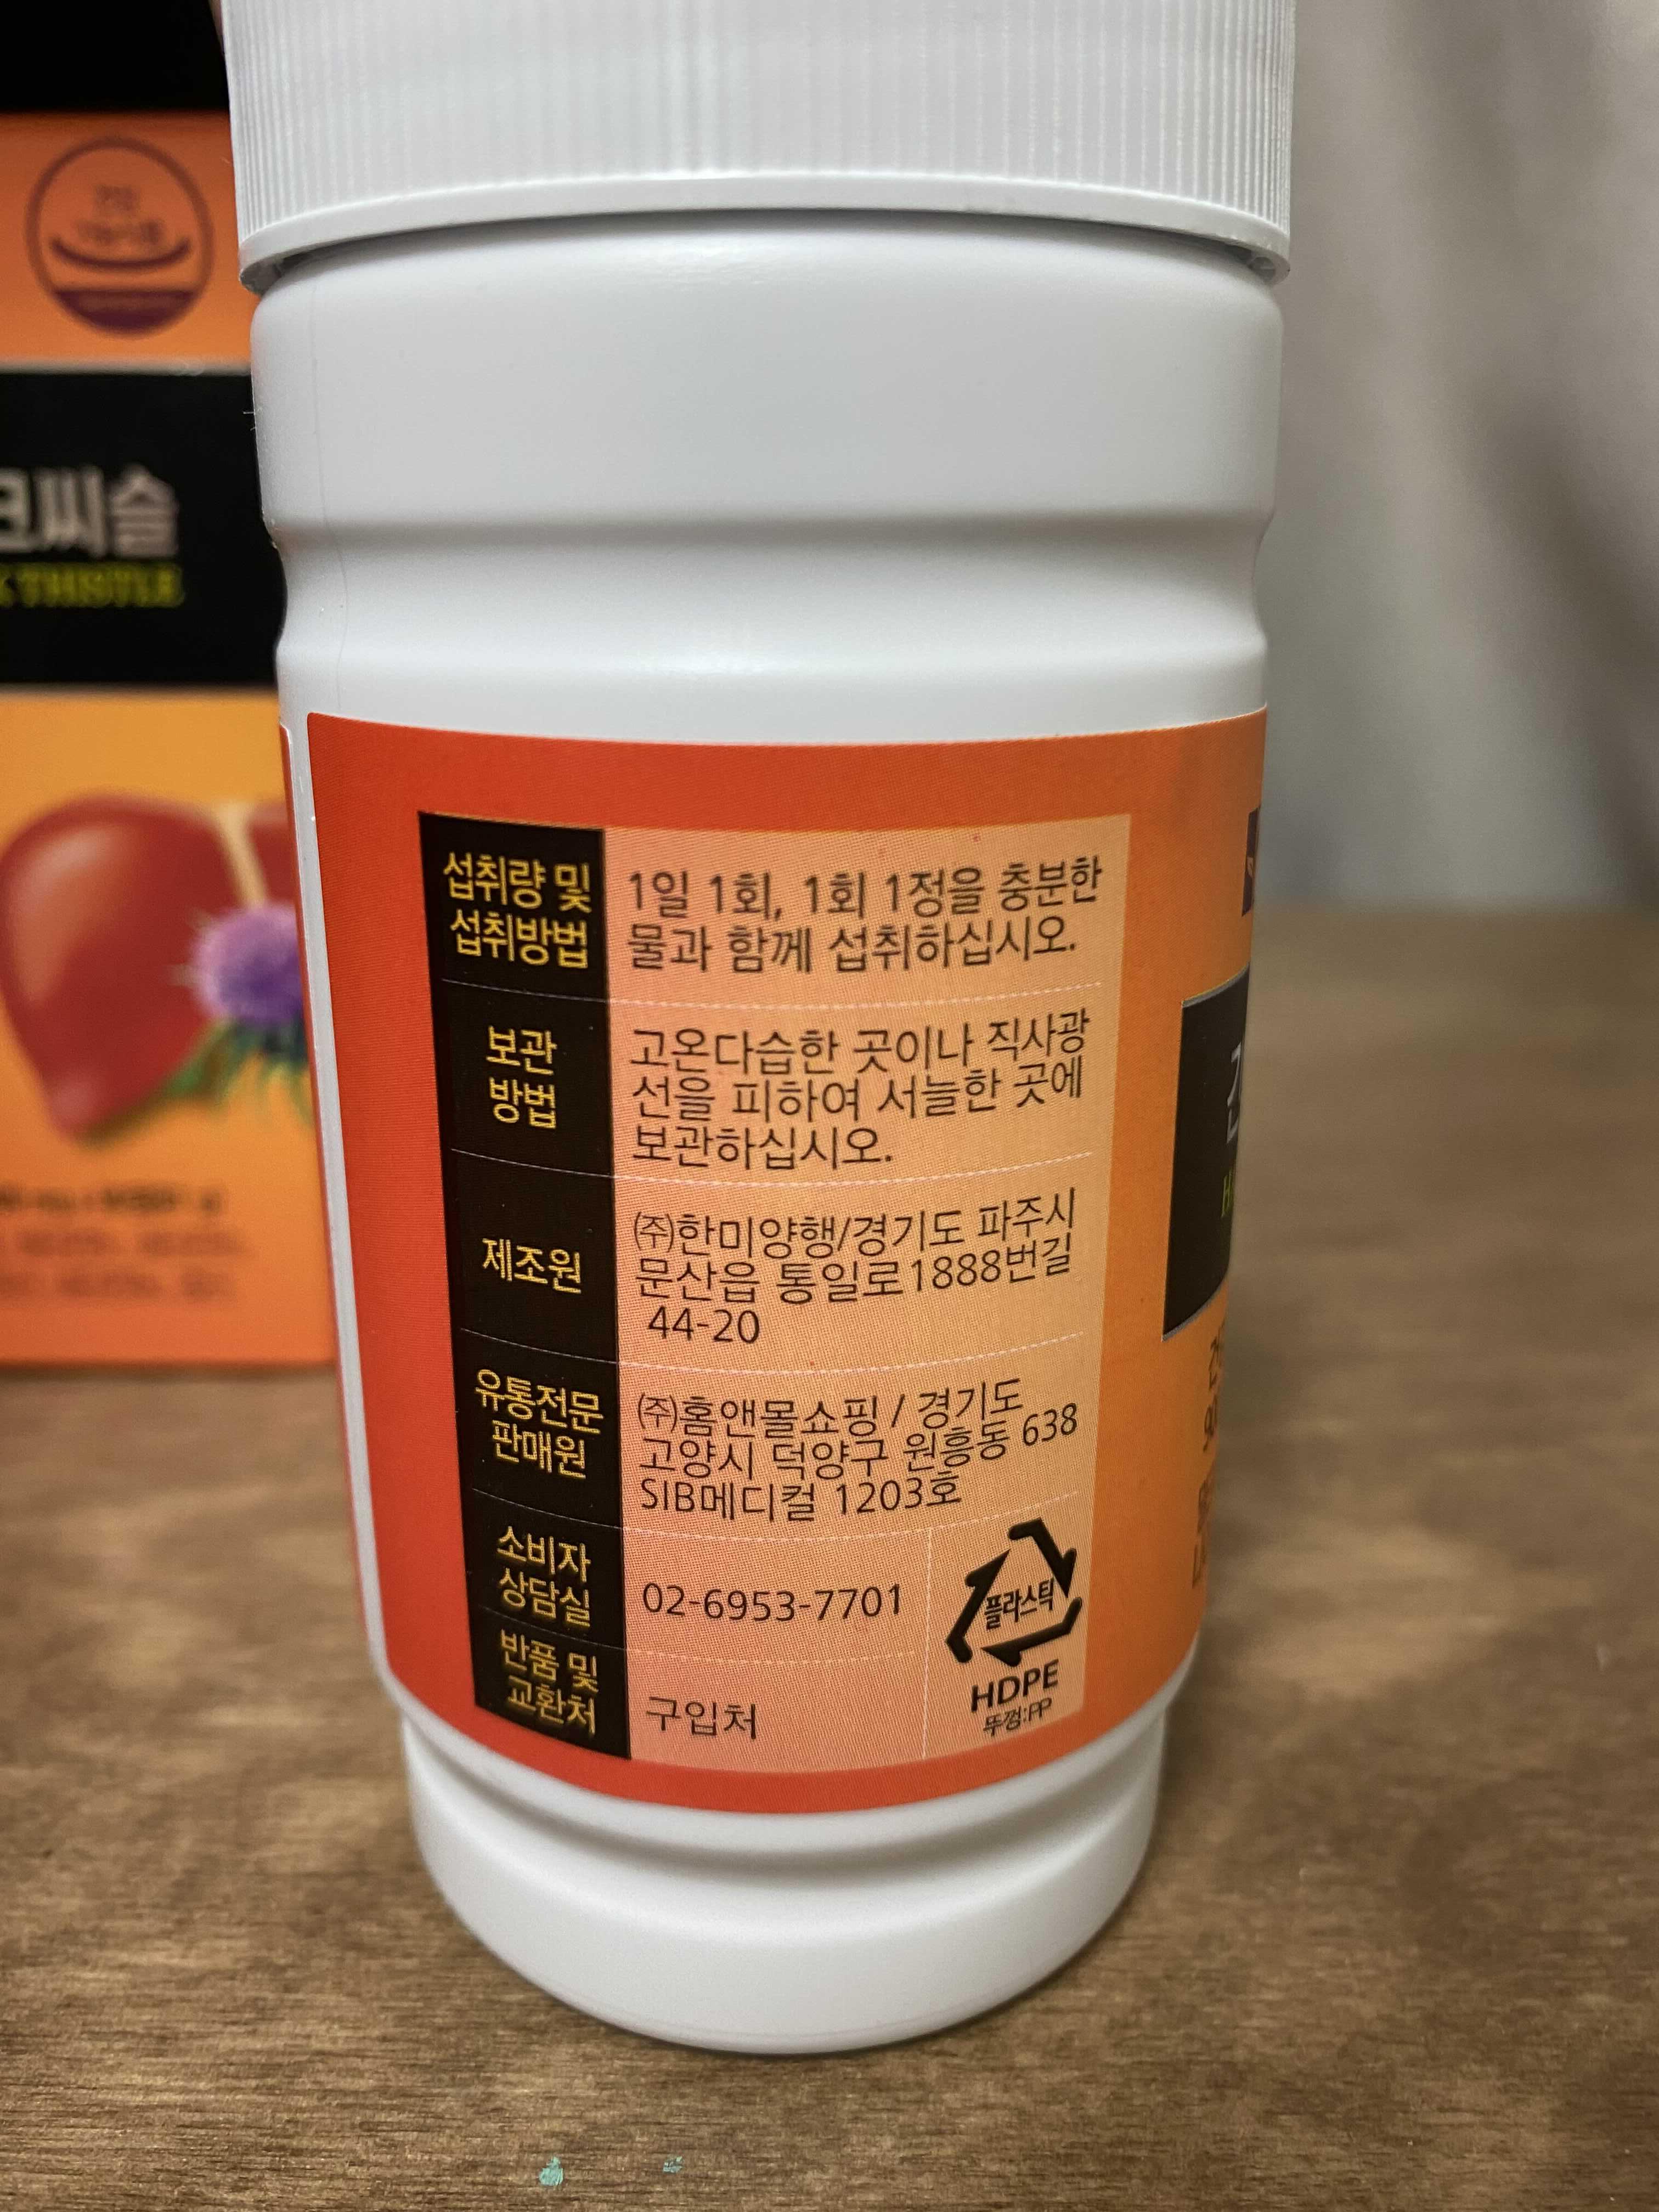 씨슬
THISTLE
섭취량 및
섭취방법
1일 1회, 1회 1정을 충분한
물과 함께 섭취하십시오.
보관
방법
고온다습한 곳이나 직사광
선을 피하여 서늘한 곳에
보관하십시오.
제조원
㈜한미양행/경기도 파주시
문산읍 통일로1888번길
44-20
유통전문
판매원
㈜홈앤몰쇼핑 / 경기도
고양시 덕양구 원흥동 638
SIB메디컬 1203호
소비자
상담실
02-6953-7701
반품 및
교환처
구입처
플라스틱
HDPE
뚜껑:PP